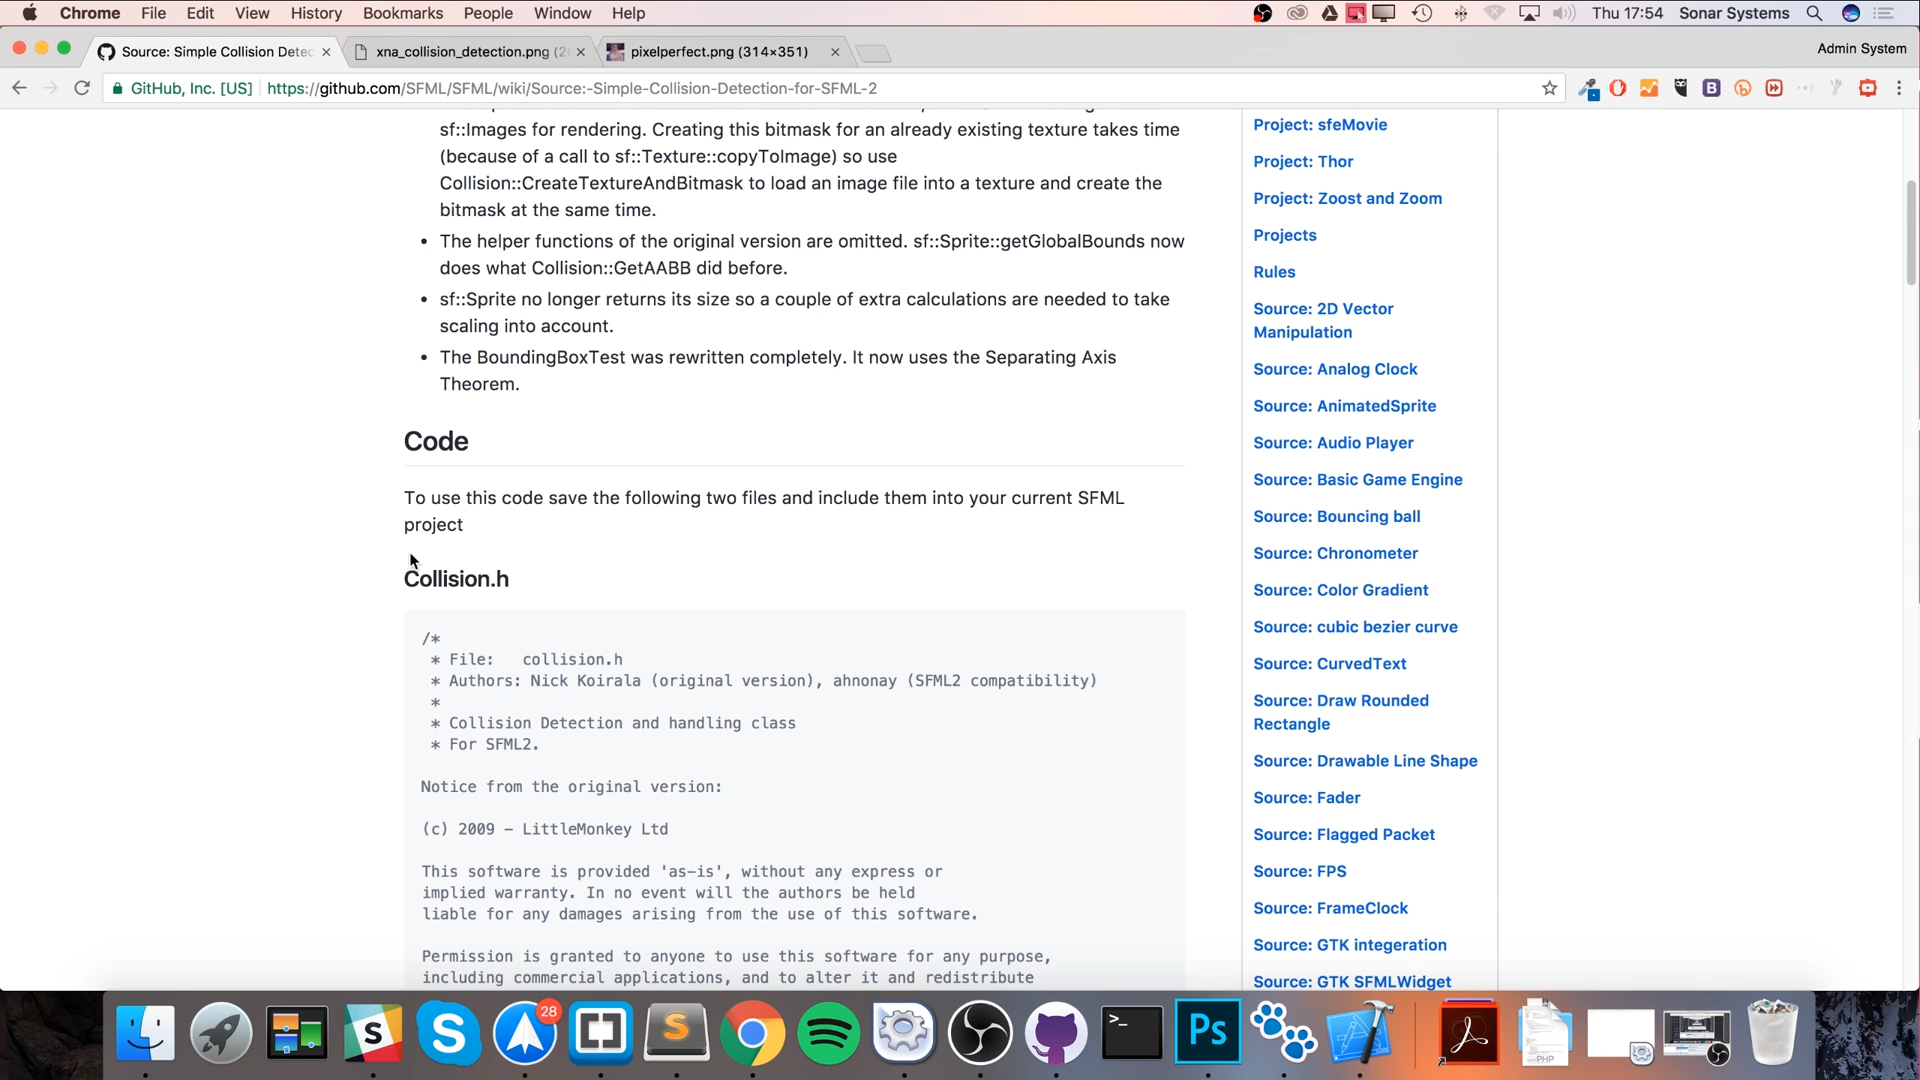 Chrome File Edit View History Bookmarks People Window Help Thu 17:54 Sonar Systems
Source: Simple Collision Detec xna_collision_detection.png (2 pixelperfect.png (314×351) Admin System
GitHub, Inc. [US] https://github.com/SFML/SFML/wiki/Source:-Simple-Collision-Detection-for-SFML-2
sf::Images for rendering. Creating this bitmask for an already existing texture takes time
(because of a call to sf::Texture::copyToImage) so use
Collision::CreateTextureAndBitmask to load an image file into a texture and create the
bitmask at the same time.
• The helper functions of the original version are omitted. sf::Sprite::getGlobalBounds now
does what Collision::GetAABB did before.
• sf::Sprite no longer returns its size so a couple of extra calculations are needed to take
scaling into account.
• The BoundingBoxTest was rewritten completely. It now uses the Separating Axis
Theorem.
Code
To use this code save the following two files and include them into your current SFML
project
Collision.h
/*
* File: collision.h
* Authors: Nick Koirala (original version), ahnonay (SFML2 compatibility)
*
* Collision Detection and handling class
* For SFML2.
Notice from the original version:
(c) 2009 - LittleMonkey Ltd
This software is provided 'as-is', without any express or
implied warranty. In no event will the authors be held
liable for any damages arising from the use of this software.
Permission is granted to anyone to use this software for any purpose,
including commercial applications, and to alter it and redistribute
Project: sfeMovie
Project: Thor
Project: Zoost and Zoom
Projects
Rules
Source: 2D Vector
Manipulation
Source: Analog Clock
Source: AnimatedSprite
Source: Audio Player
Source: Basic Game Engine
Source: Bouncing ball
Source: Chronometer
Source: Color Gradient
Source: cubic bezier curve
Source: CurvedText
Source: Draw Rounded
Rectangle
Source: Drawable Line Shape
Source: Fader
Source: Flagged Packet
Source: FPS
Source: FrameClock
Source: GTK integeration
Source: GTK SFMLWidget
28
S
S
S
>_
Ps
PHP